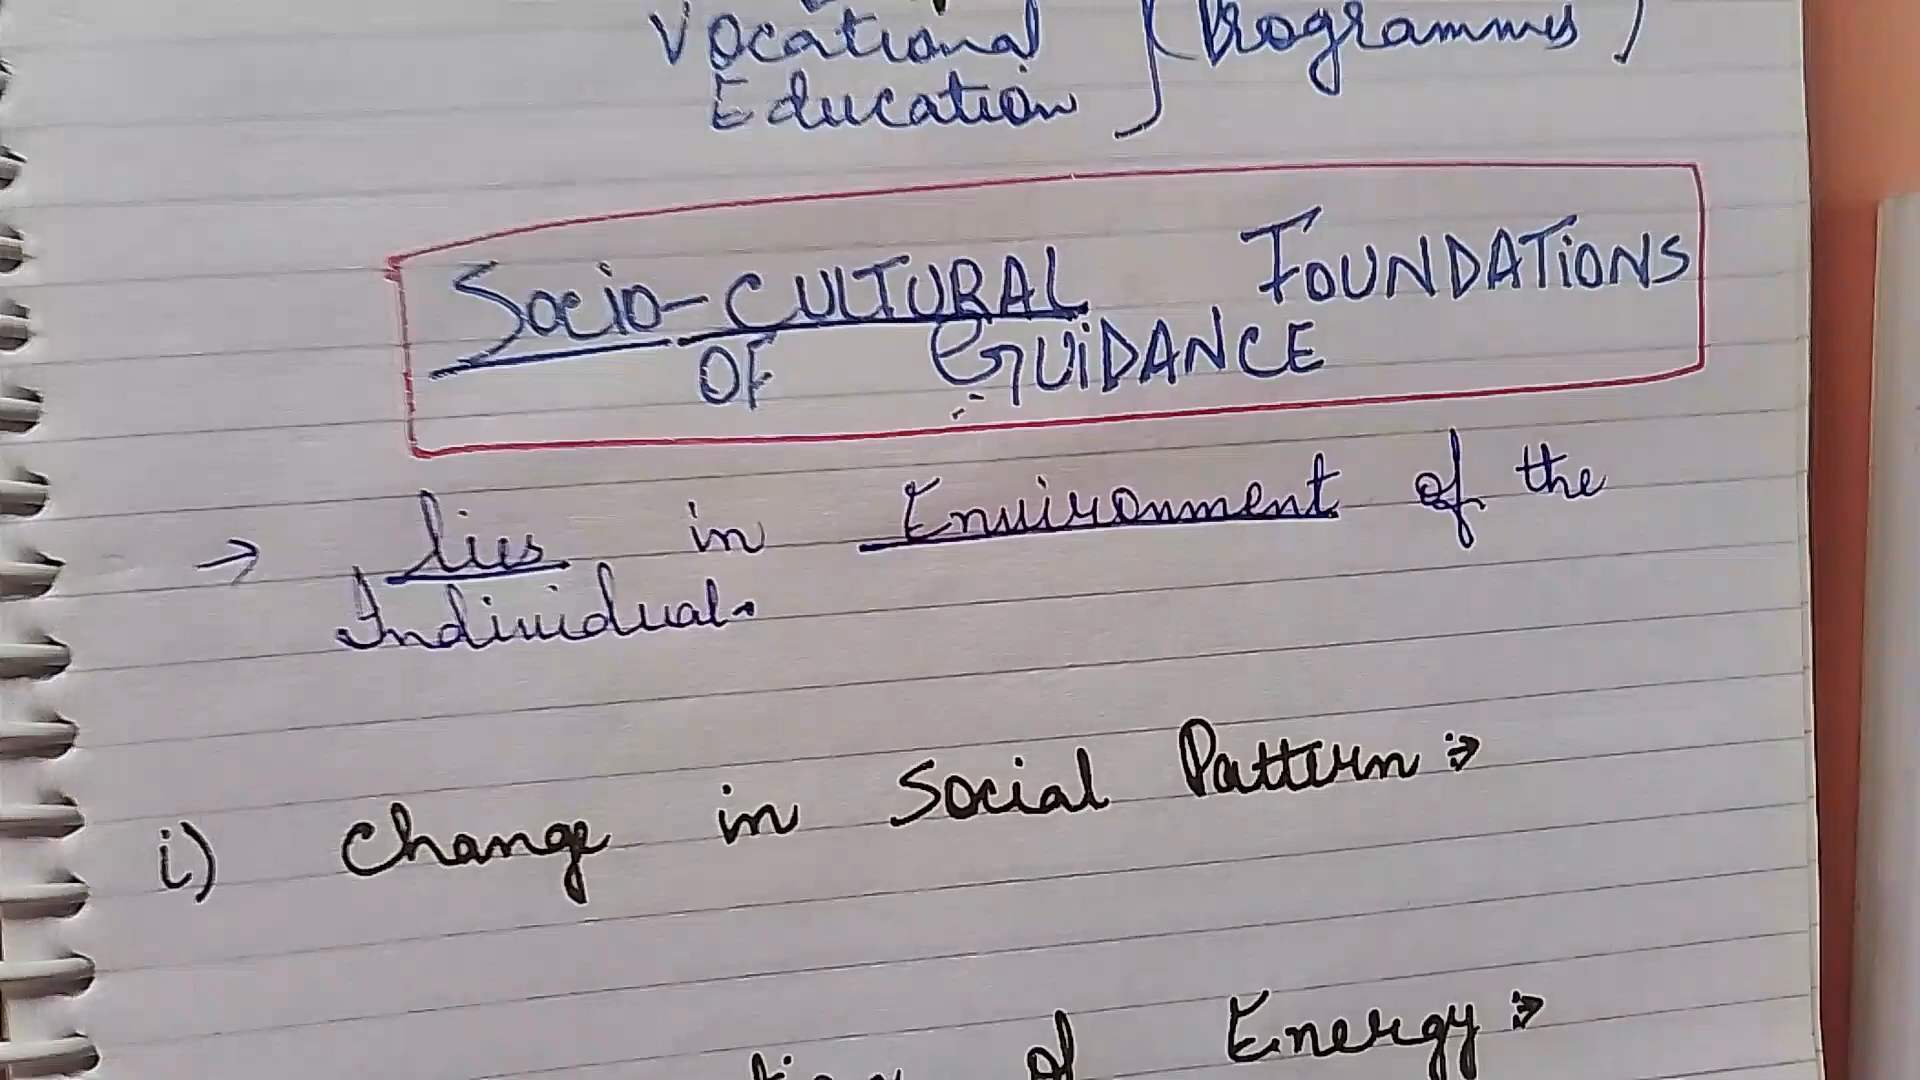 Vocational } (Programmes)
Education
Socio-CULTURAL FOUNDATIONS
OF GUIDANCE
→ lies in Environment of the
Individual.
i) Change in Social Pattern :→
of Energy :→